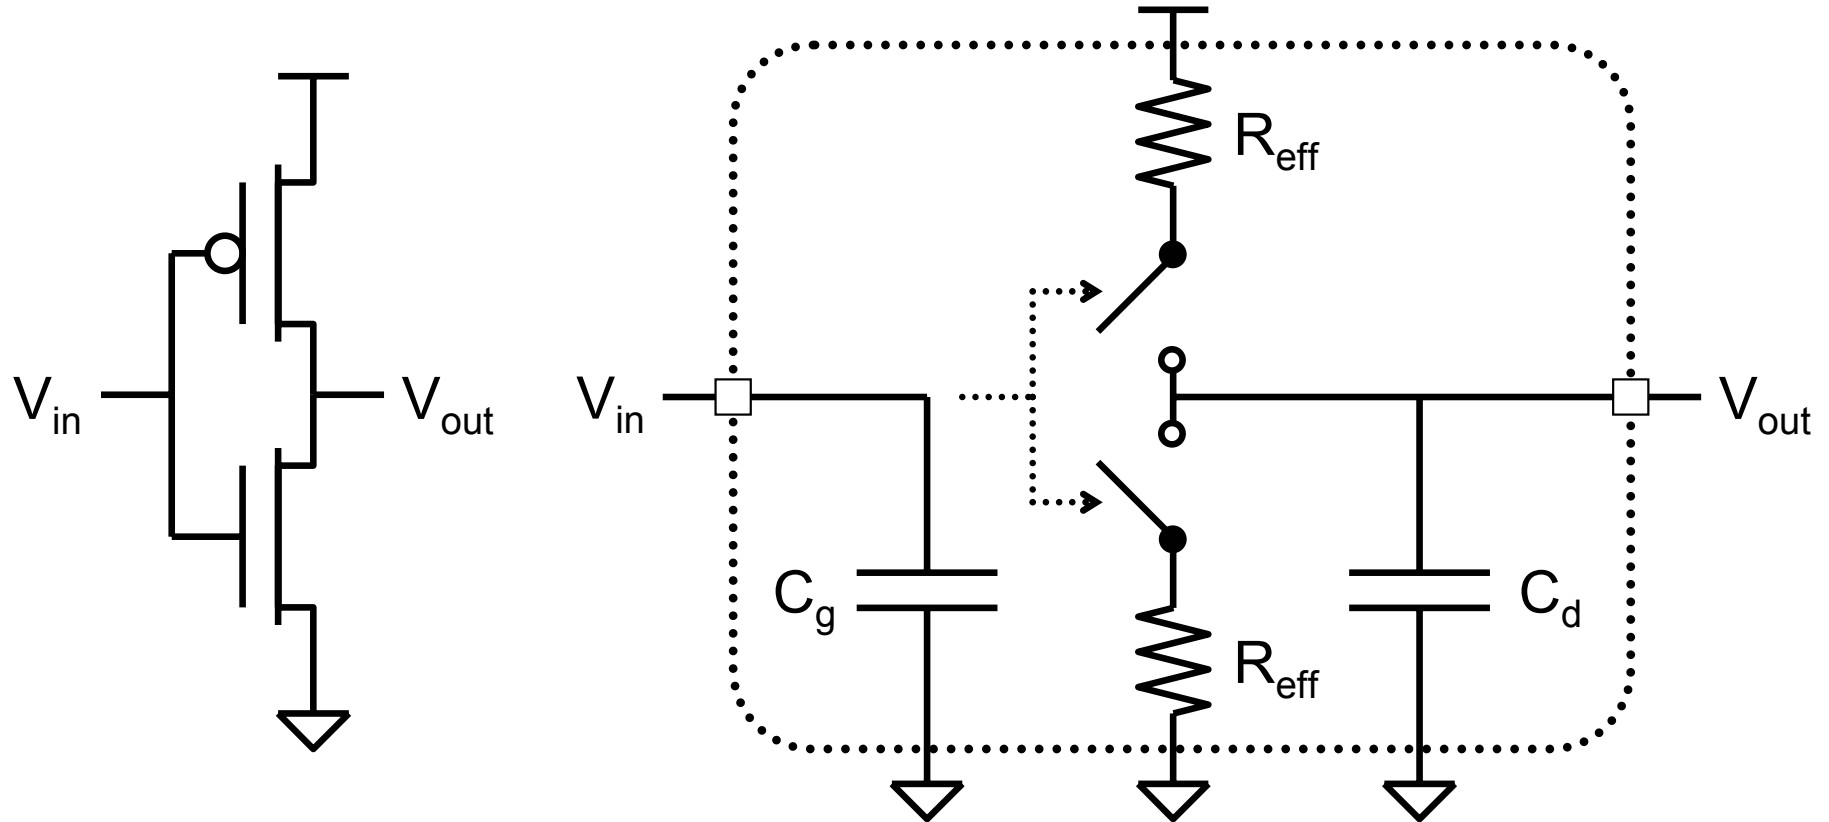 R_eff
V_in
V_out
V_in
V_out
C_g
C_d
R_eff